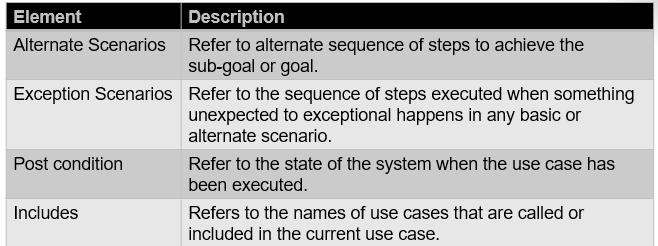 Element Description
Alternate Scenarios Refer to alternate sequence of steps to achieve the
sub-goal or goal.
Exception Scenarios Refer to the sequence of steps executed when something
unexpected to exceptional happens in any basic or
alternate scenario.
Post condition Refer to the state of the system when the use case has
been executed.
Includes Refers to the names of use cases that are called or
included in the current use case.